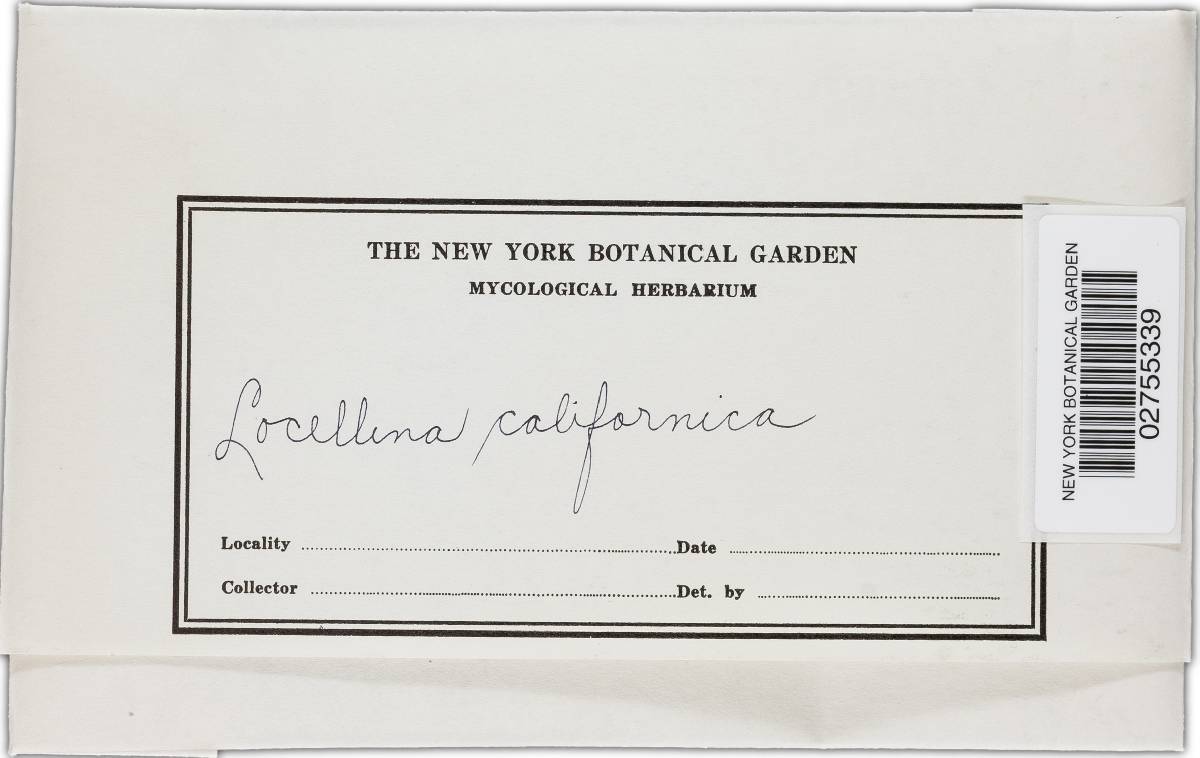 THE NEW YORK BOTANICAL GARDEN
MYCOLOGICAL HERBARIUM
Locellina californica
Locality
Date
Collector
Det. by
NEW YORK BOTANICAL GARDEN
02755339